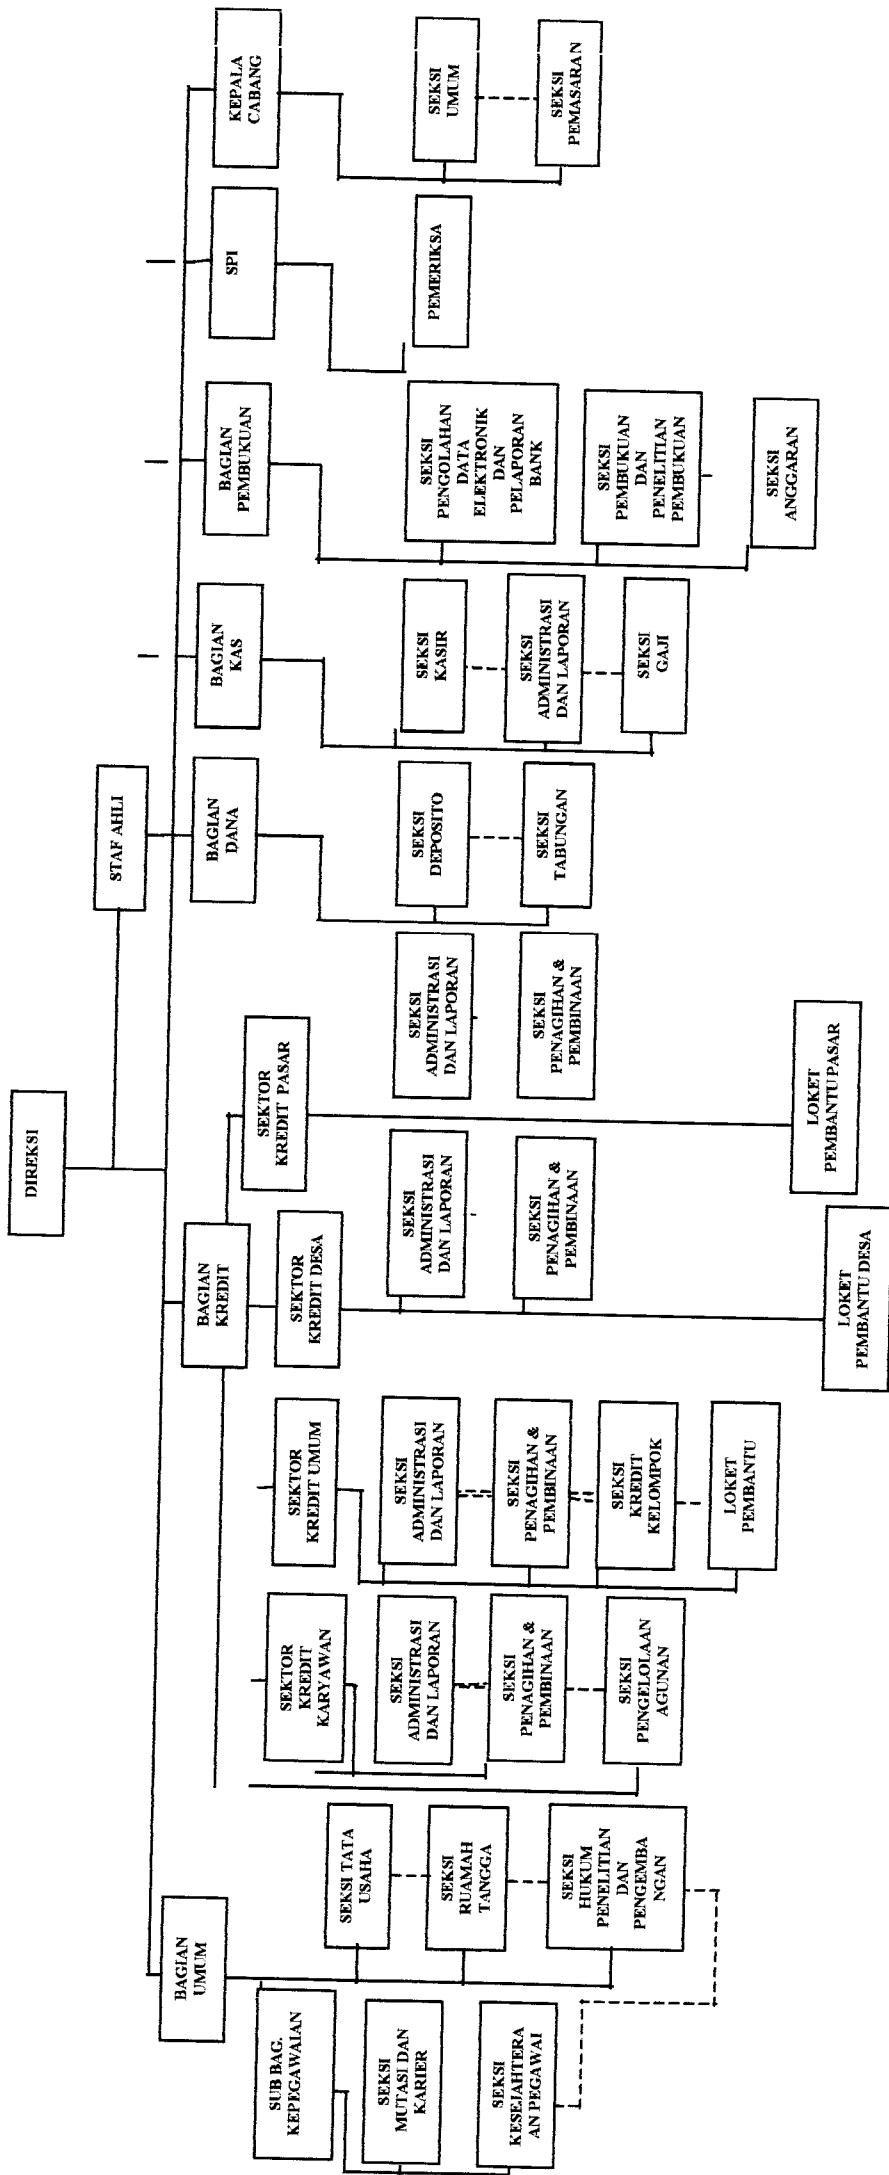 DIREKSI
STAF AHLI
BAGIAN
UMUM
BAGIAN
KREDIT
BAGIAN
DANA
BAGIAN
KAS
BAGIAN
PEMBUKUAN
SPI
KEPALA
CABANG
SUB BAG.
KEPEGAWAIAN
SEKSI
MUTASI DAN
KARIER
SEKSI
KESEJAHTERA
AN PEGAWAI
SEKSI TATA
USAHA
SEKSI
RUAMAH
TANGGA
SEKSI
HUKUM
PENELITIAN
DAN
PENGEMBA
NGAN
SEKTOR
KREDIT
KARYAWAN
SEKSI
ADMINISTRASI
DAN LAPORAN
SEKSI
PENAGIHAN &
PEMBINAAN
SEKSI
PENGELOLAAN
AGUNAN
SEKTOR
KREDIT UMUM
SEKSI
ADMINISTRASI
DAN LAPORAN
SEKSI
PENAGIHAN &
PEMBINAAN
SEKSI
KREDIT
KELOMPOK
LOKET
PEMBANTU
SEKTOR
KREDIT DESA
SEKSI
ADMINISTRASI
DAN LAPORAN
SEKSI
PENAGIHAN &
PEMBINAAN
LOKET
PEMBANTU DESA
SEKTOR
KREDIT PASAR
SEKSI
ADMINISTRASI
DAN LAPORAN
SEKSI
PENAGIHAN &
PEMBINAAN
LOKET
PEMBANTU PASAR
SEKSI
DEPOSITO
SEKSI
TABUNGAN
SEKSI
KASIR
SEKSI
ADMINISTRASI
DAN LAPORAN
SEKSI
GAJI
SEKSI
PENGOLAHAN
DATA
ELEKTRONIK
DAN
PELAPORAN
BANK
SEKSI
PEMBUKUAN
DAN
PENELITIAN
PEMBUKUAN
SEKSI
ANGGARAN
PEMERIKSA
SEKSI
UMUM
SEKSI
PEMASARAN